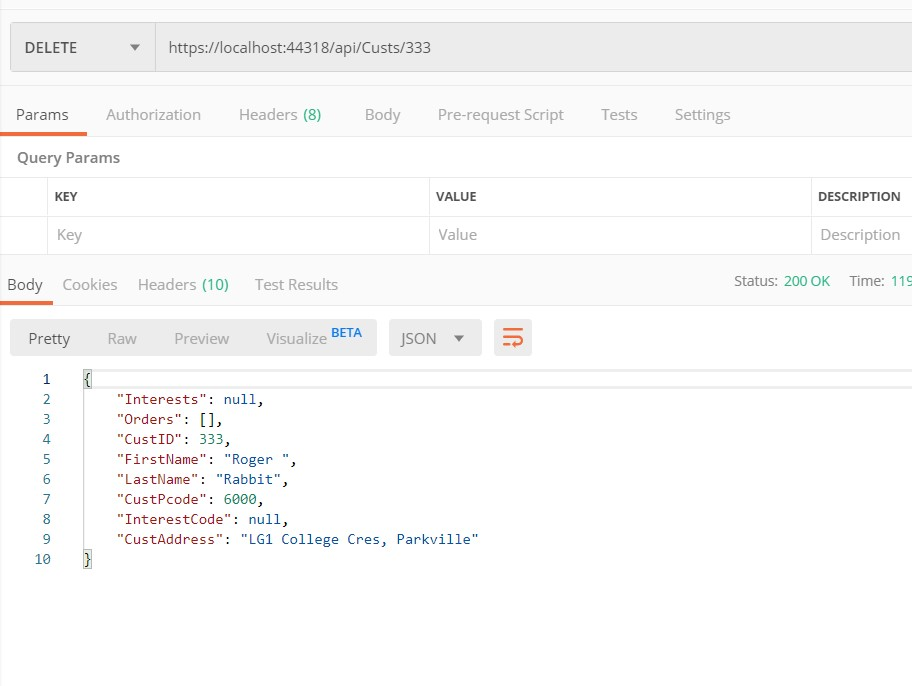 DELETE https://localhost:44318/api/Custs/333
Params Authorization Headers (8) Body Pre-request Script Tests Settings
Query Params
KEY VALUE DESCRIPTION
Key Value Description
Body Cookies Headers (10) Test Results Status: 200 OK Time: 119
Pretty Raw Preview Visualize BETA JSON
1 {
2 "Interests": null,
3 "Orders": [],
4 "CustID": 333,
5 "FirstName": "Roger ",
6 "LastName": "Rabbit",
7 "CustPcode": 6000,
8 "InterestCode": null,
9 "CustAddress": "LG1 College Cres, Parkville"
10 }